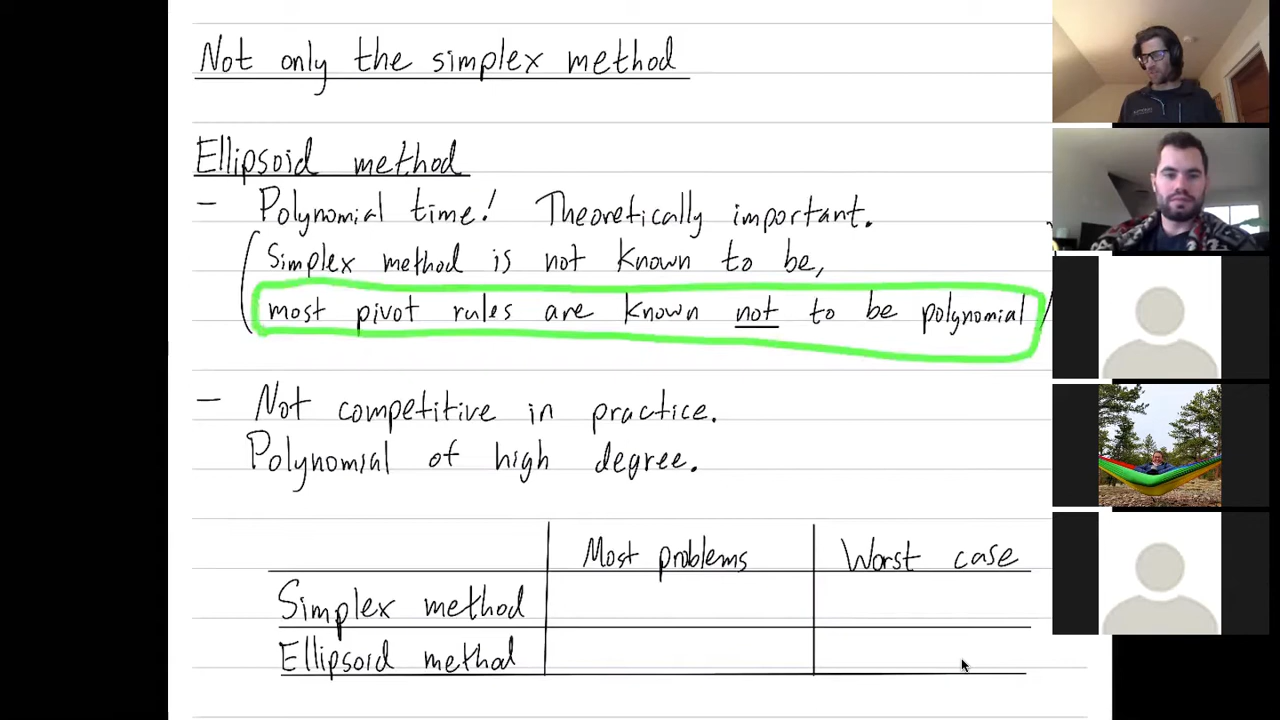 Not only the simplex method
Ellipsoid method
- Polynomial time! Theoretically important.
(Simplex method is not known to be,
most pivot rules are known not to be polynomial)
- Not competitive in practice.
Polynomial of high degree.
Most problems Worst case
Simplex method
Ellipsoid method